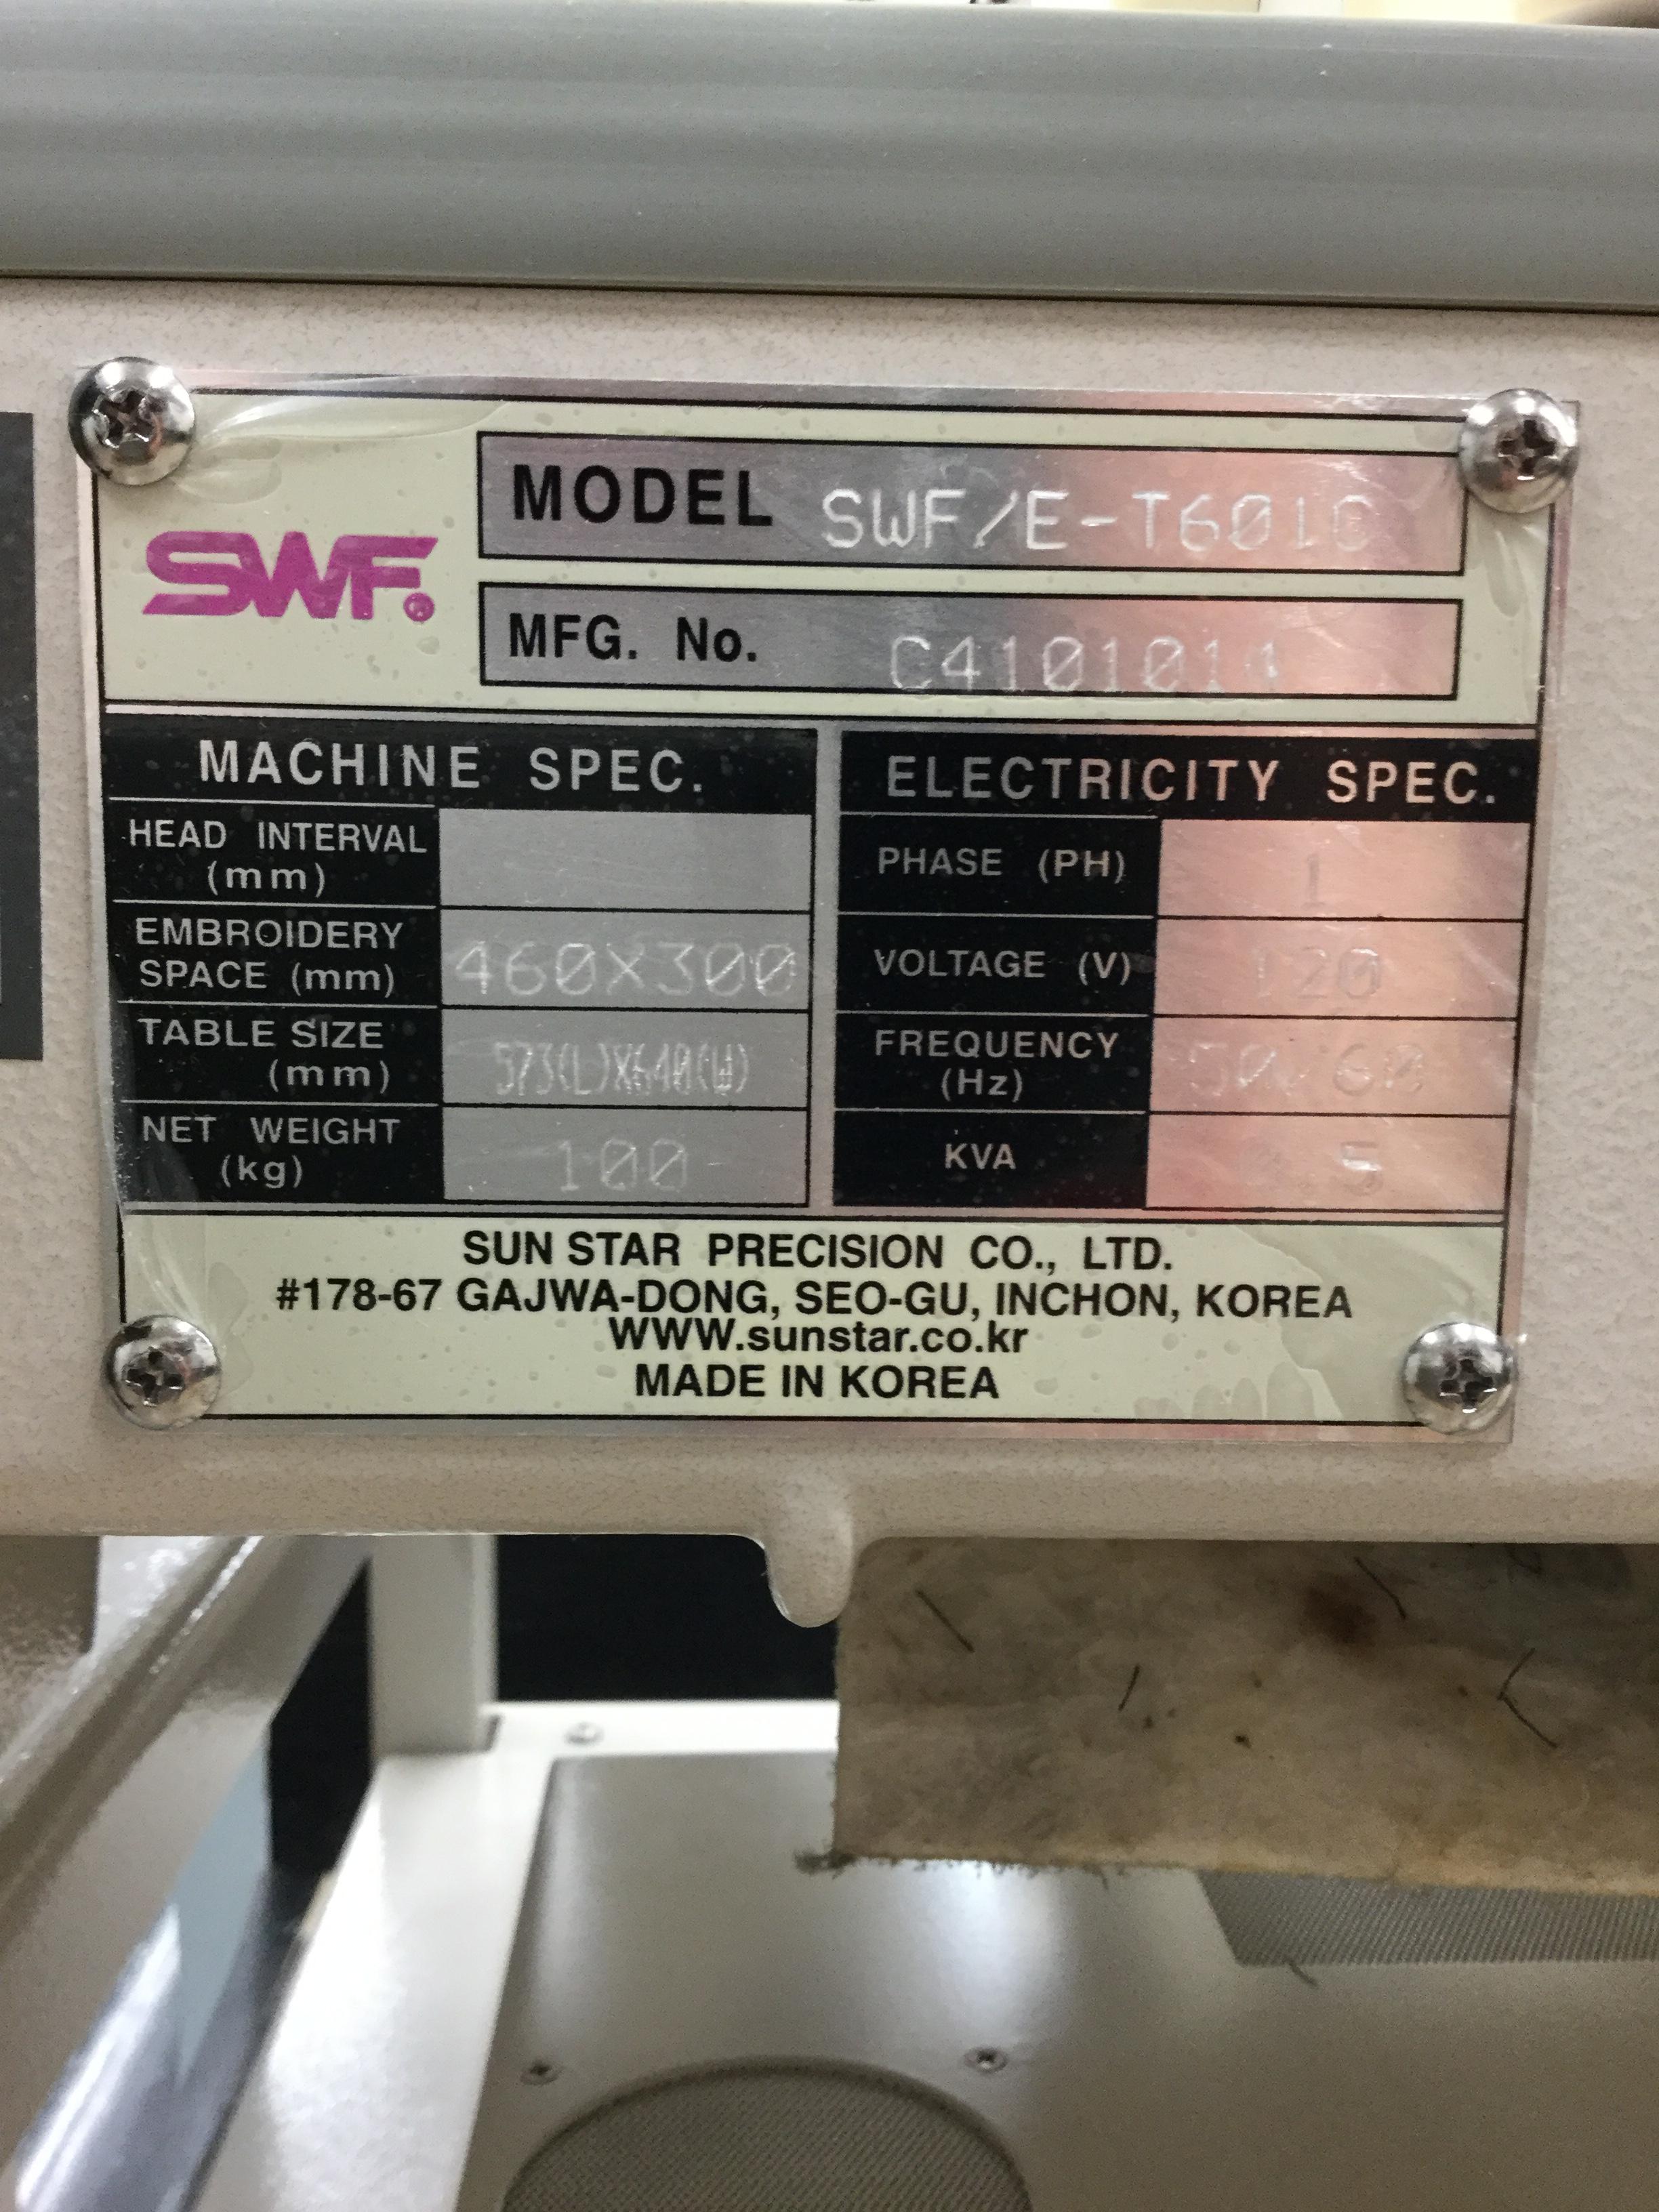 SWF®
MODEL SWF/E-T601C
MFG. No. C4101014
MACHINE SPEC.
HEAD INTERVAL
(mm)
EMBROIDERY
SPACE (mm) 460X300
TABLE SIZE
(mm) 573(L)X640(W)
NET WEIGHT
(kg) 100
ELECTRICITY SPEC.
PHASE (PH) 1
VOLTAGE (V) 120
FREQUENCY
(Hz) 50/60
KVA
SUN STAR PRECISION CO., LTD.
#178-67 GAJWA-DONG, SEO-GU, INCHON, KOREA
WWW.sunstar.co.kr
MADE IN KOREA